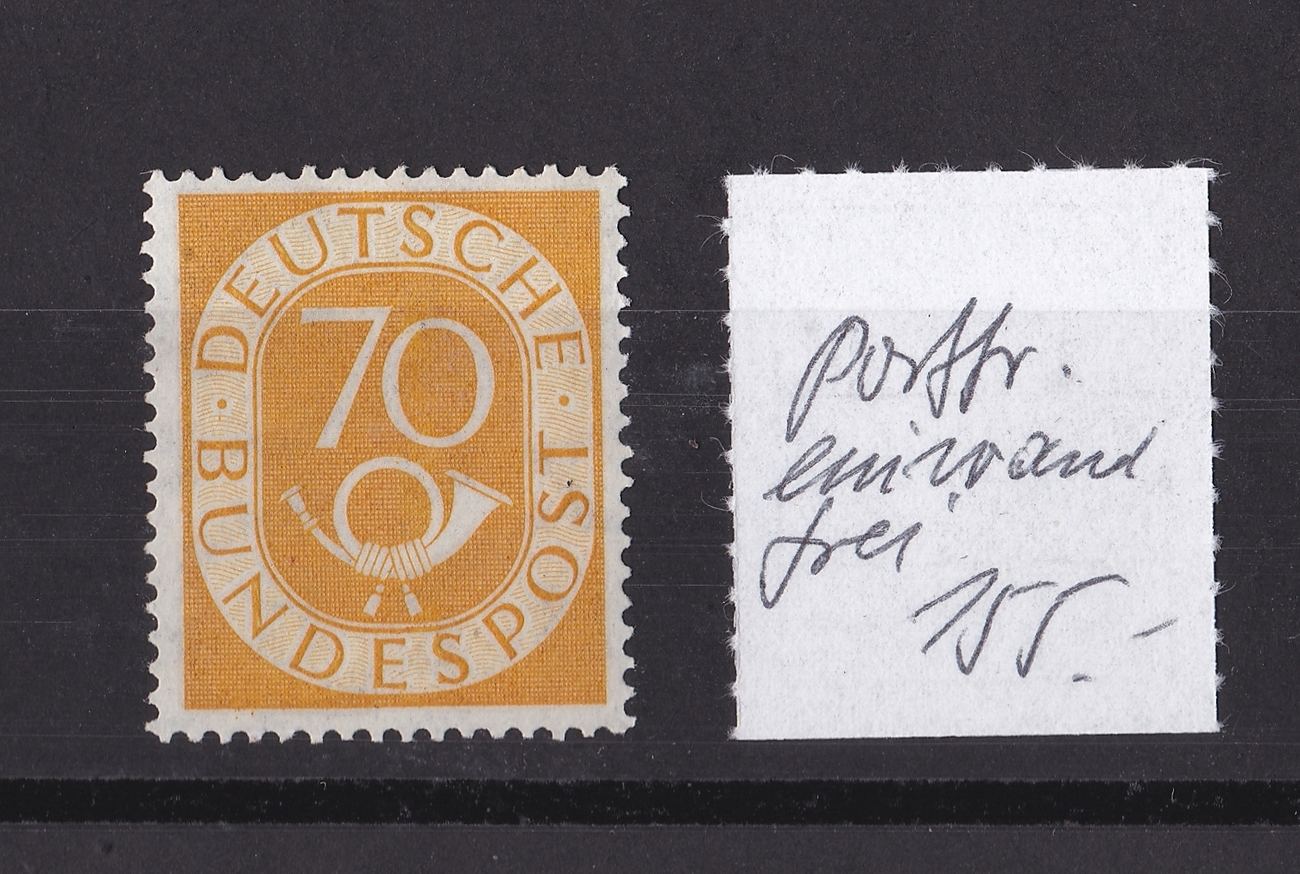 DEUTSCHE
BUNDESPOST
70
postfr.
einwand
frei
155.-